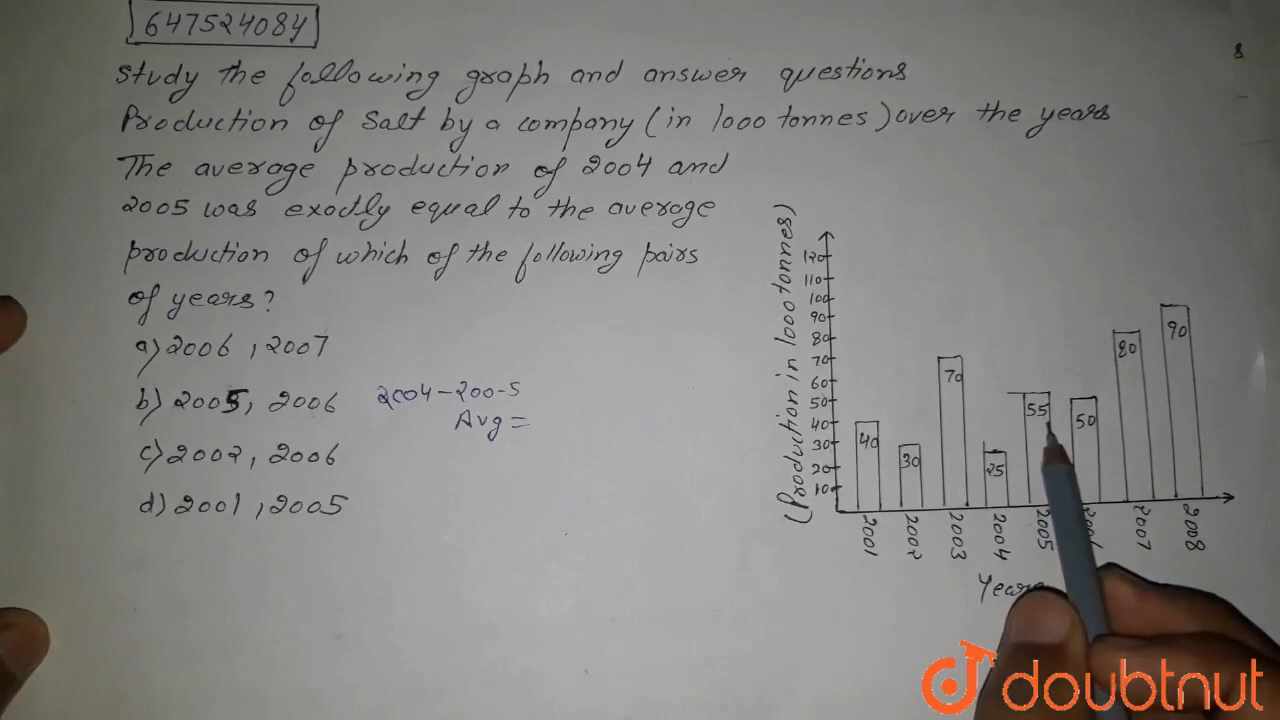 647524084
8
Study the following graph and answer questions
Production of Salt by a company (in 1000 tonnes) over the years
The average production of 2004 and
2005 was exactly equal to the average
production of which of the following pairs
of years?
a) 2006, 2007
b) 2005, 2006
c) 2002, 2006
d) 2001, 2005
2004-2005
Avg =
(Production in 1000 tonnes)
120
110
100
90
80
70
60
50
40
30
20
10
40
30
70
25
55
50
80
90
2001
2002
2003
2004
2005
2007
2008
doubtnut